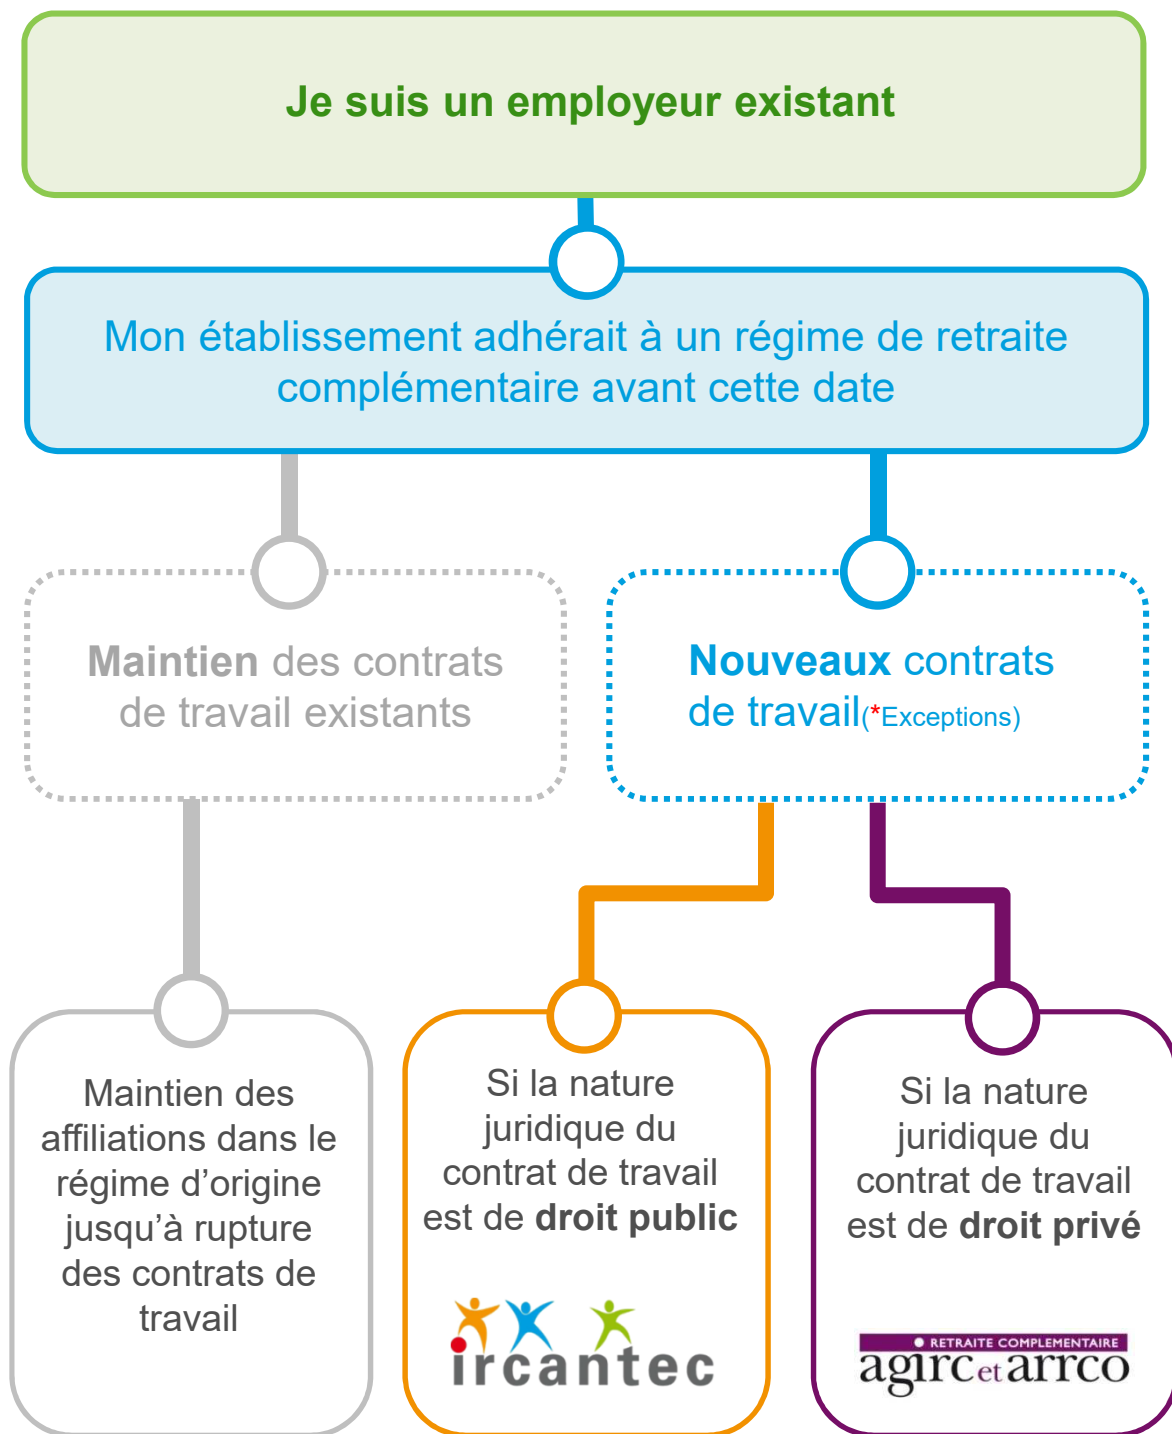 Je suis un employeur existant
Mon établissement adhérait à un régime de retraite
complémentaire avant cette date
Maintien des contrats
de travail existants
Nouveaux contrats
de travail(*Exceptions)
Maintien des
affiliations dans le
régime d’origine
jusqu’à rupture
des contrats de
travail
Si la nature
juridique du
contrat de travail
est de droit public
ircantec
Si la nature
juridique du
contrat de travail
est de droit privé
RETRAITE COMPLEMENTAIRE
agirc et arrco